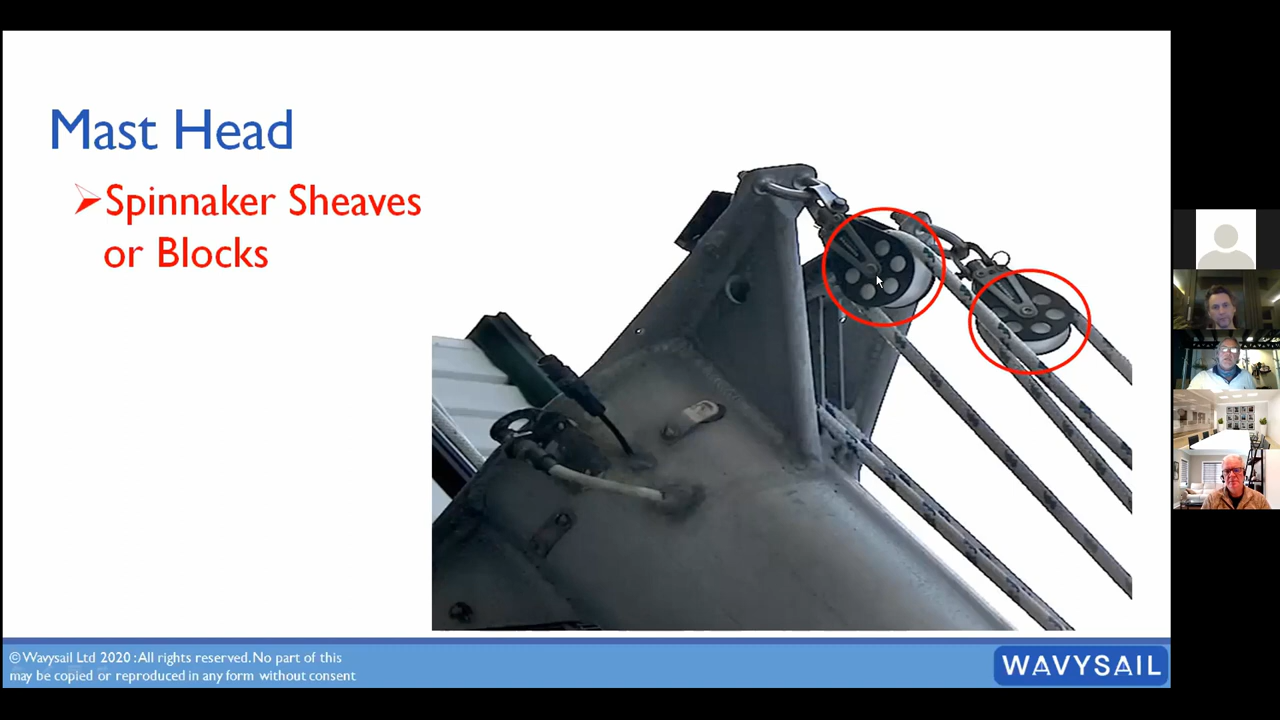 Mast Head
Spinnaker Sheaves
or Blocks
© Wavysail Ltd 2020 : All rights reserved. No part of this
may be copied or reproduced in any form without consent
WAVYSAIL